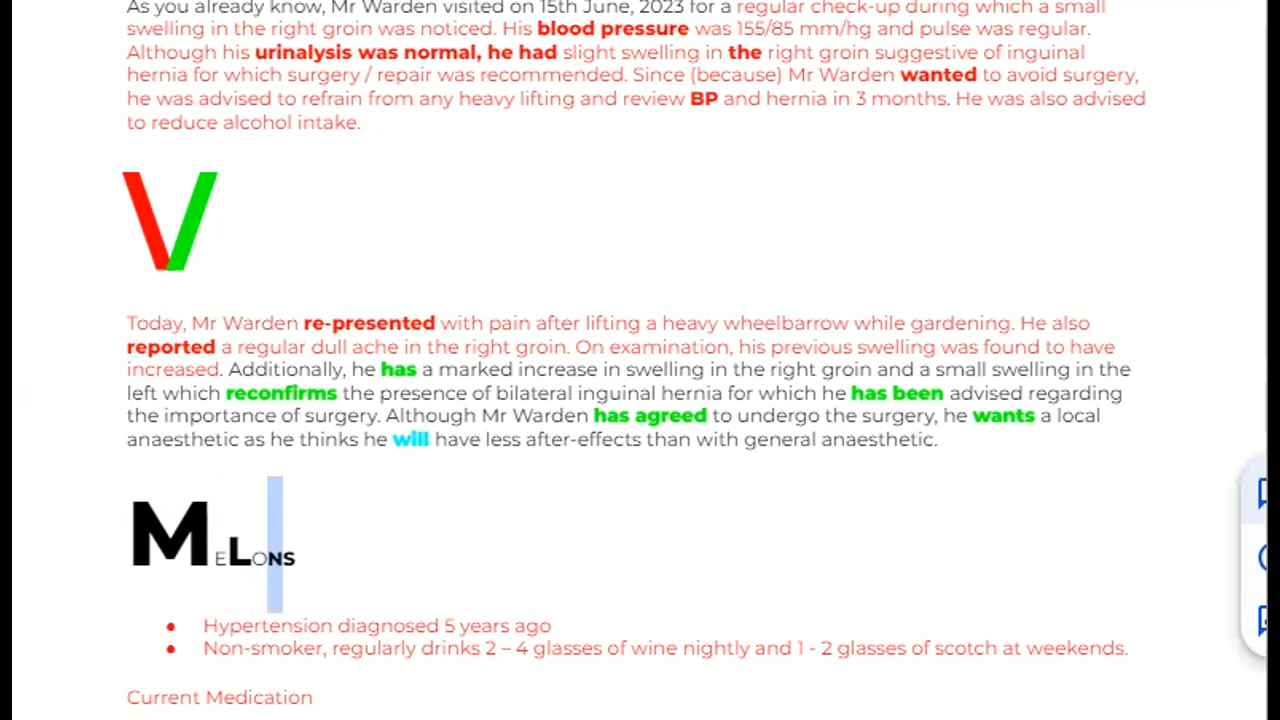 As you already know, Mr Warden visited on 15th June, 2023 for a regular check-up during which a small
swelling in the right groin was noticed. His blood pressure was 155/85 mm/hg and pulse was regular.
Although his urinalysis was normal, he had slight swelling in the right groin suggestive of inguinal
hernia for which surgery / repair was recommended. Since (because) Mr Warden wanted to avoid surgery,
he was advised to refrain from any heavy lifting and review BP and hernia in 3 months. He was also advised
to reduce alcohol intake.
V
Today, Mr Warden re-presented with pain after lifting a heavy wheelbarrow while gardening. He also
reported a regular dull ache in the right groin. On examination, his previous swelling was found to have
increased. Additionally, he has a marked increase in swelling in the right groin and a small swelling in the
left which reconfirms the presence of bilateral inguinal hernia for which he has been advised regarding
the importance of surgery. Although Mr Warden has agreed to undergo the surgery, he wants a local
anaesthetic as he thinks he will have less after-effects than with general anaesthetic.
MELONS
● Hypertension diagnosed 5 years ago
● Non-smoker, regularly drinks 2 – 4 glasses of wine nightly and 1 - 2 glasses of scotch at weekends.
Current Medication